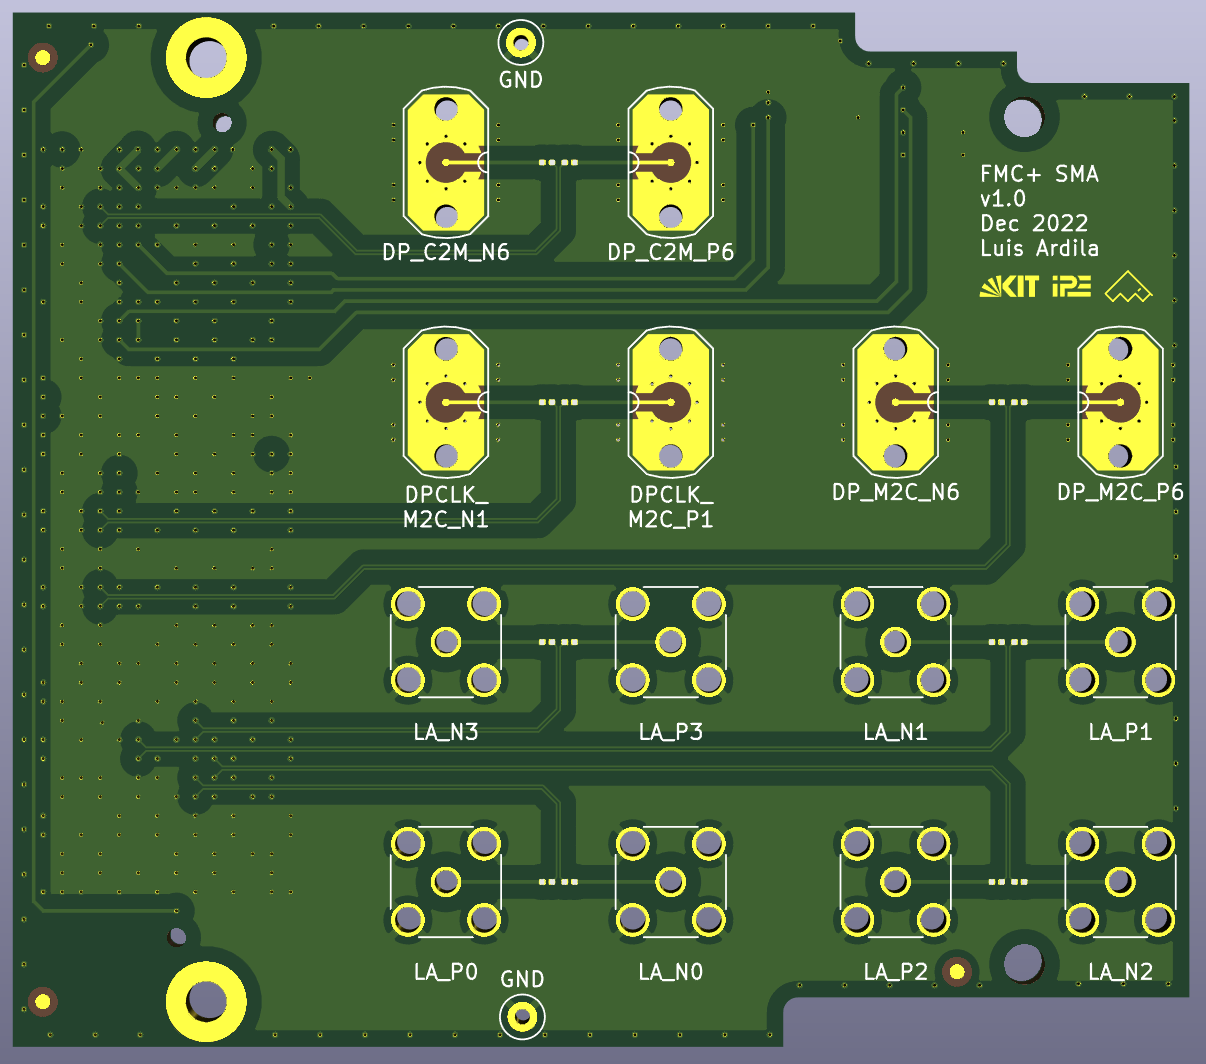 GND
DP_C2M_N6
DP_C2M_P6
FMC+ SMA
v1.0
Dec 2022
Luis Ardila
KIT IPE
DPCLK_
M2C_N1
DPCLK_
M2C_P1
DP_M2C_N6
DP_M2C_P6
LA_N3
LA_P3
LA_N1
LA_P1
LA_P0
LA_N0
LA_P2
LA_N2
GND